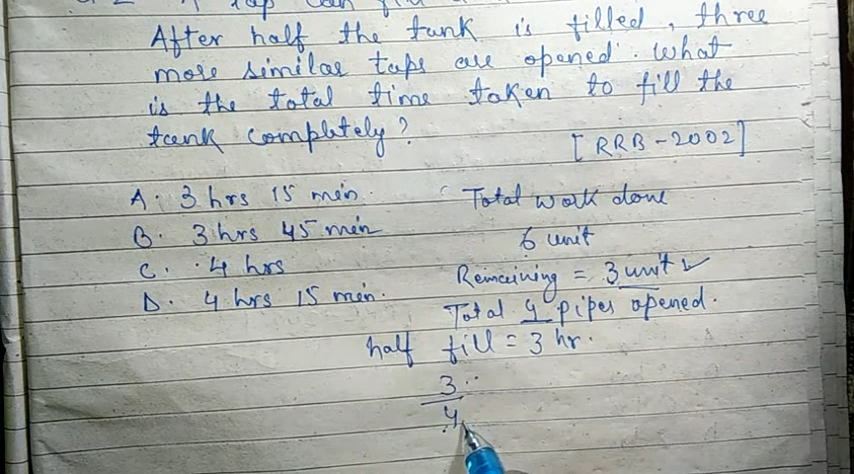 After half the tank is filled, three
more similar taps are opened. What
is the total time taken to fill the
tank completely?
[RRB-2002]
A. 3 hrs 15 min.
B. 3 hrs 45 min
C. 4 hrs
D. 4 hrs 15 min.
Total work done
6 unit
Remaining = 3 unit ✓
Total 4 pipes opened.
half fill = 3 hr.
3
4